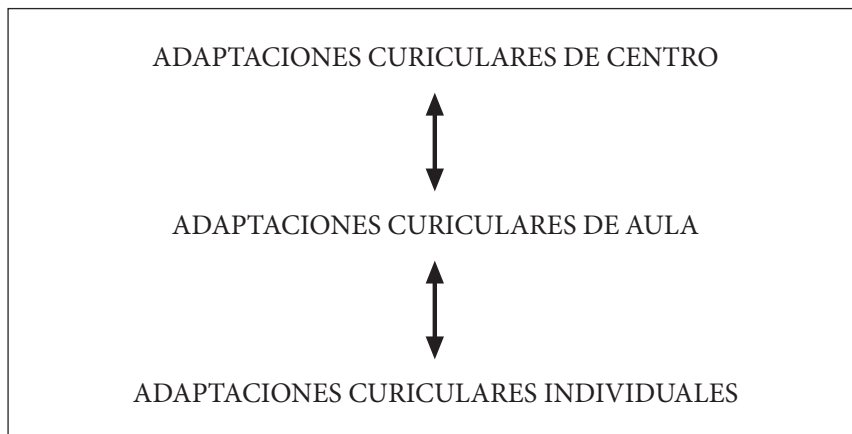 ADAPTACIONES CURICULARES DE CENTRO
ADAPTACIONES CURICULARES DE AULA
ADAPTACIONES CURICULARES INDIVIDUALES